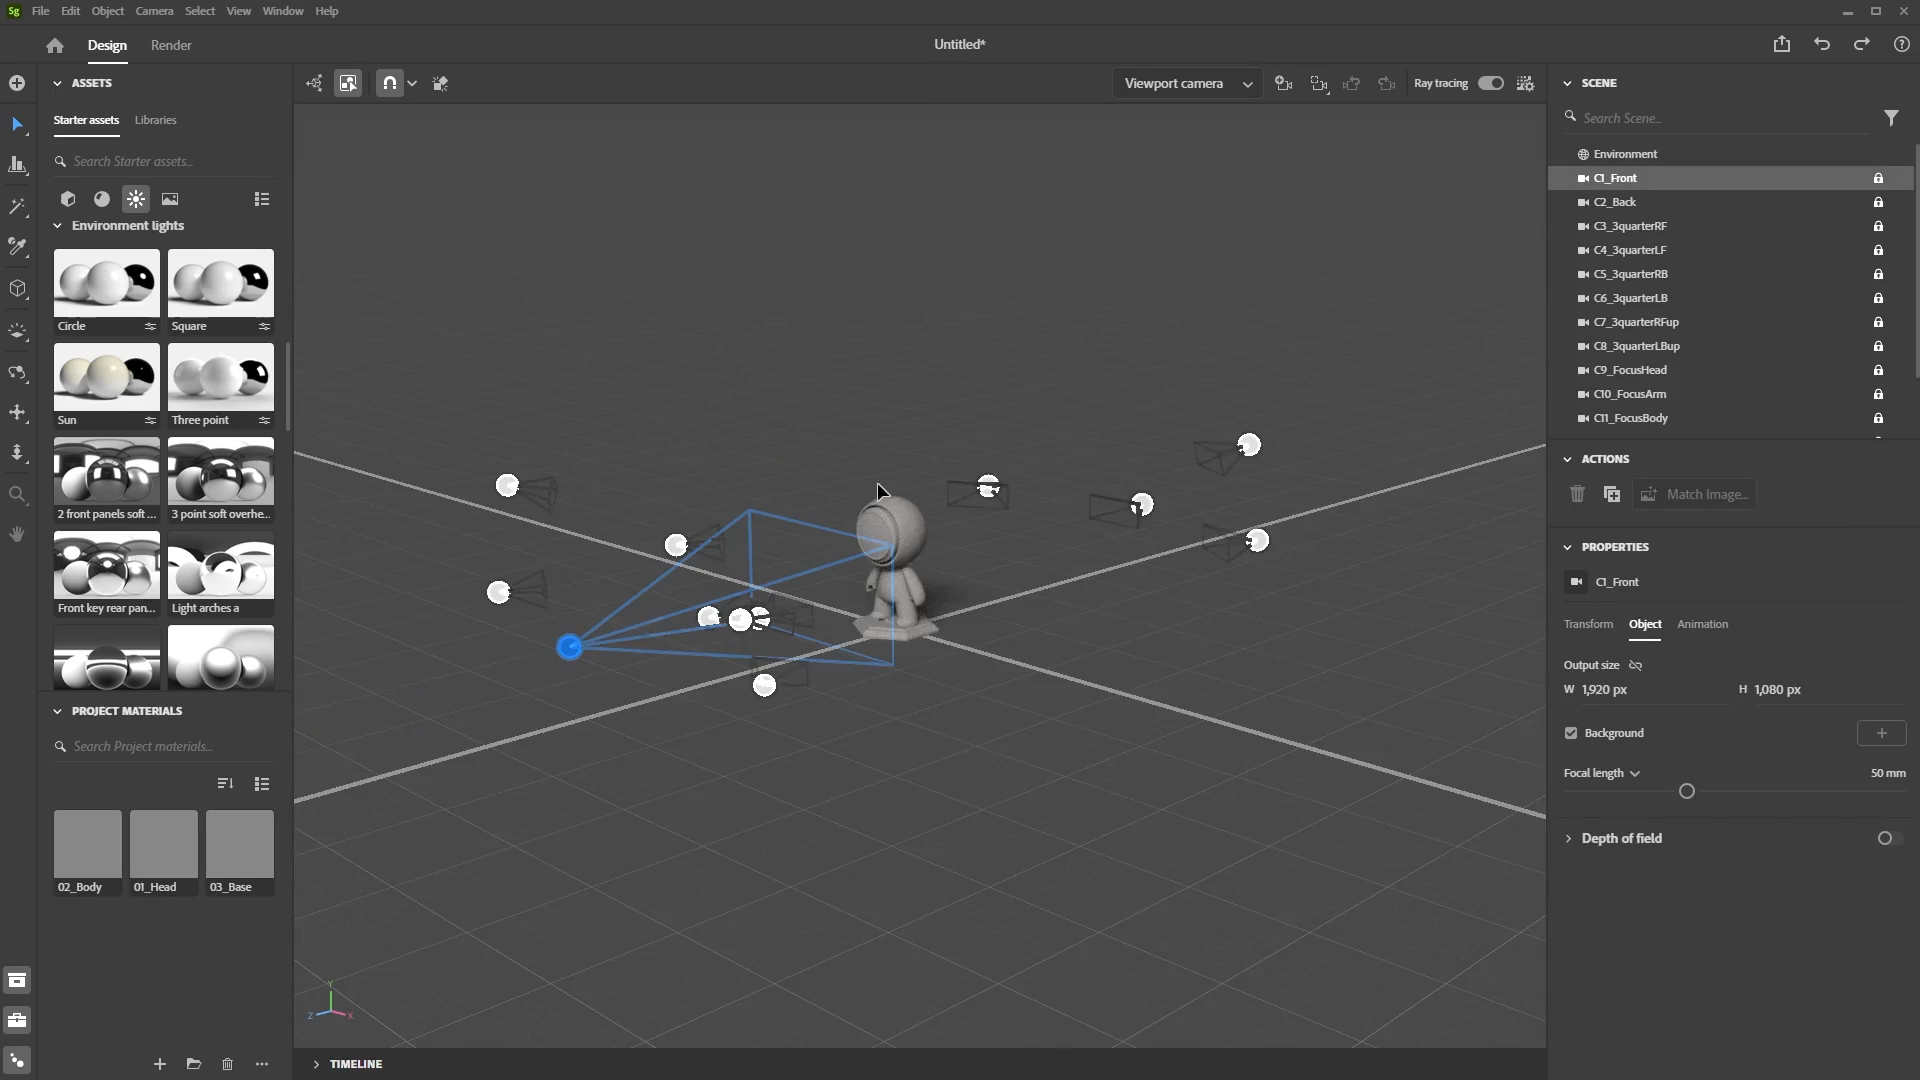 Sg File Edit Object Camera Select View Window Help
Design Render Untitled*
ASSETS
Starter assets Libraries
Search Starter assets...
Environment lights
Circle Square
Sun Three point
2 front panels soft ... 3 point soft overhe...
Front key rear pan... Light arches a
PROJECT MATERIALS
Search Project materials...
02_Body 01_Head 03_Base
Viewport camera Ray tracing
Y
Z X
TIMELINE
SCENE
Search Scene...
Environment
C1_Front
C2_Back
C3_3quarterRF
C4_3quarterLF
C5_3quarterRB
C6_3quarterLB
C7_3quarterRFup
C8_3quarterLBup
C9_FocusHead
C10_FocusArm
C11_FocusBody
ACTIONS
Match Image...
PROPERTIES
C1_Front
Transform Object Animation
Output size
W 1,920 px H 1,080 px
Background
Focal length 50 mm
Depth of field